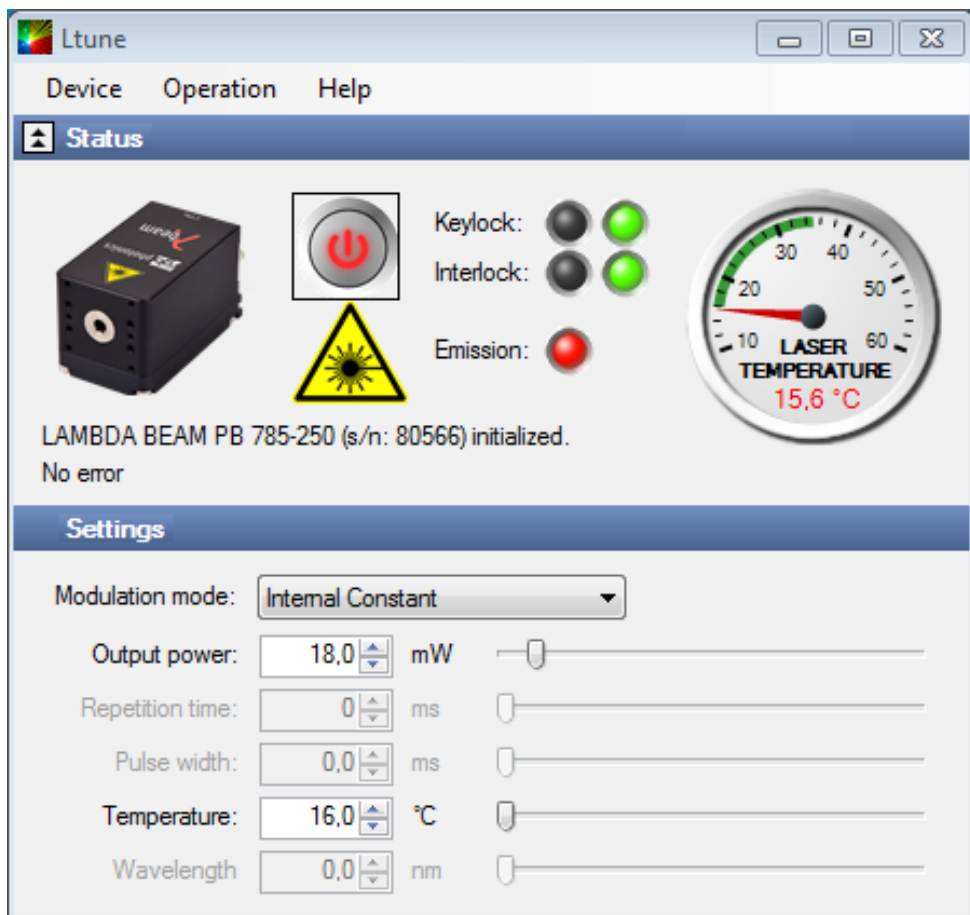 Ltune
Device Operation Help
Status
Keylock:
Interlock:
Emission:
10 20 30 40 50 60
LASER
TEMPERATURE
15,6 °C
beam
photonics
LAMBDA BEAM PB 785-250 (s/n: 80566) initialized.
No error
Settings
Modulation mode: Internal Constant
Output power: 18,0 mW
Repetition time: 0 ms
Pulse width: 0,0 ms
Temperature: 16,0 °C
Wavelength 0,0 nm